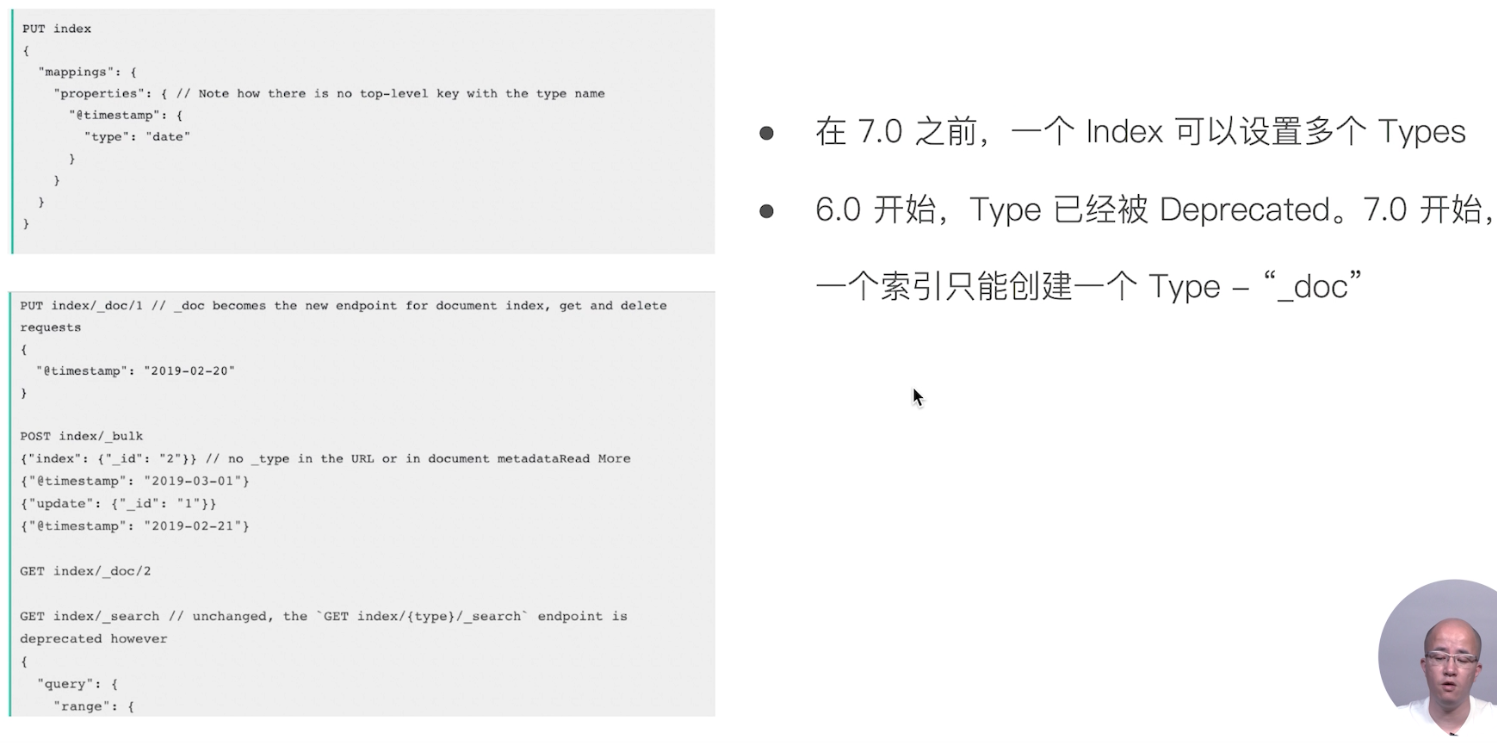 PUT index
{
"mappings": {
"properties": { // Note how there is no top-level key with the type name
"@timestamp": {
"type": "date"
}
}
}
}
PUT index/_doc/1 // _doc becomes the new endpoint for document index, get and delete
requests
{
"@timestamp": "2019-02-20"
}
POST index/_bulk
{"index": {"_id": "2"}} // no _type in the URL or in document metadataRead More
{"@timestamp": "2019-03-01"}
{"update": {"_id": "1"}}
{"@timestamp": "2019-02-21"}
GET index/_doc/2
GET index/_search // unchanged, the `GET index/{type}/_search` endpoint is
deprecated however
{
"query": {
"range": {
● 在 7.0 之前，一个 Index 可以设置多个 Types
● 6.0 开始，Type 已经被 Deprecated。7.0 开始，
一个索引只能创建一个 Type – “_doc”